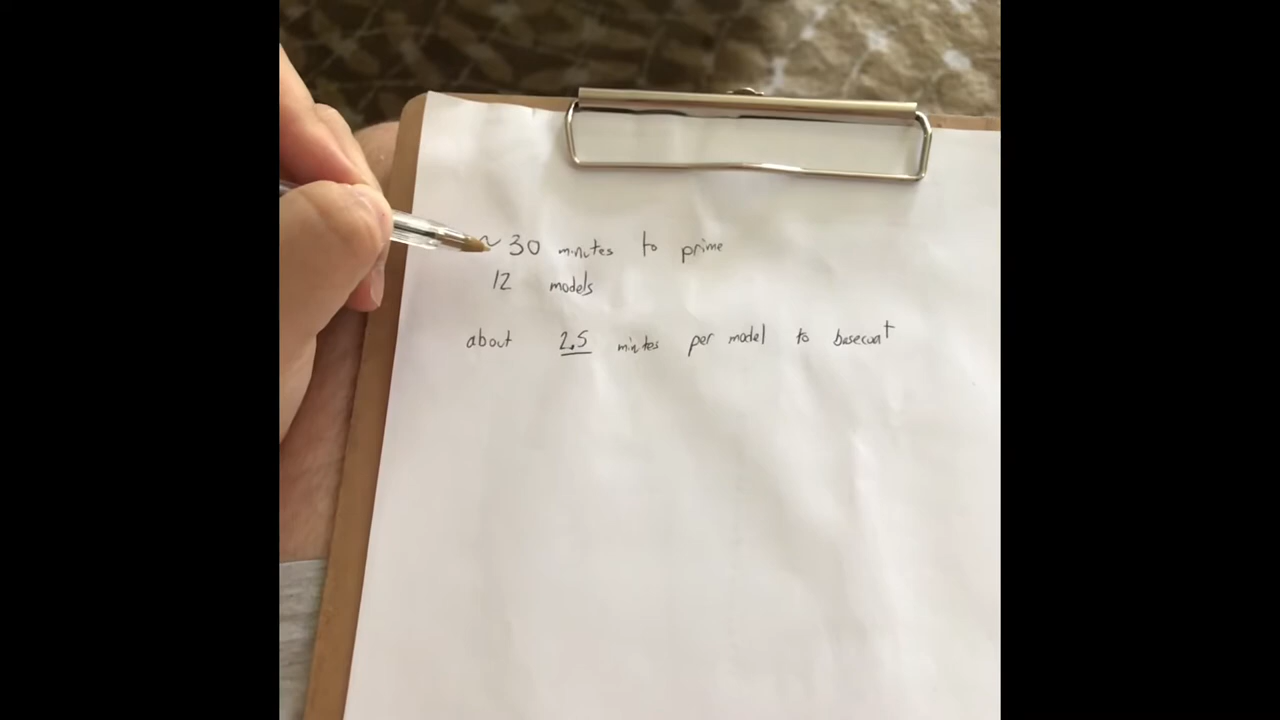 ~30 minutes to prime
12 models
about 2.5 mintes per model to basecoat